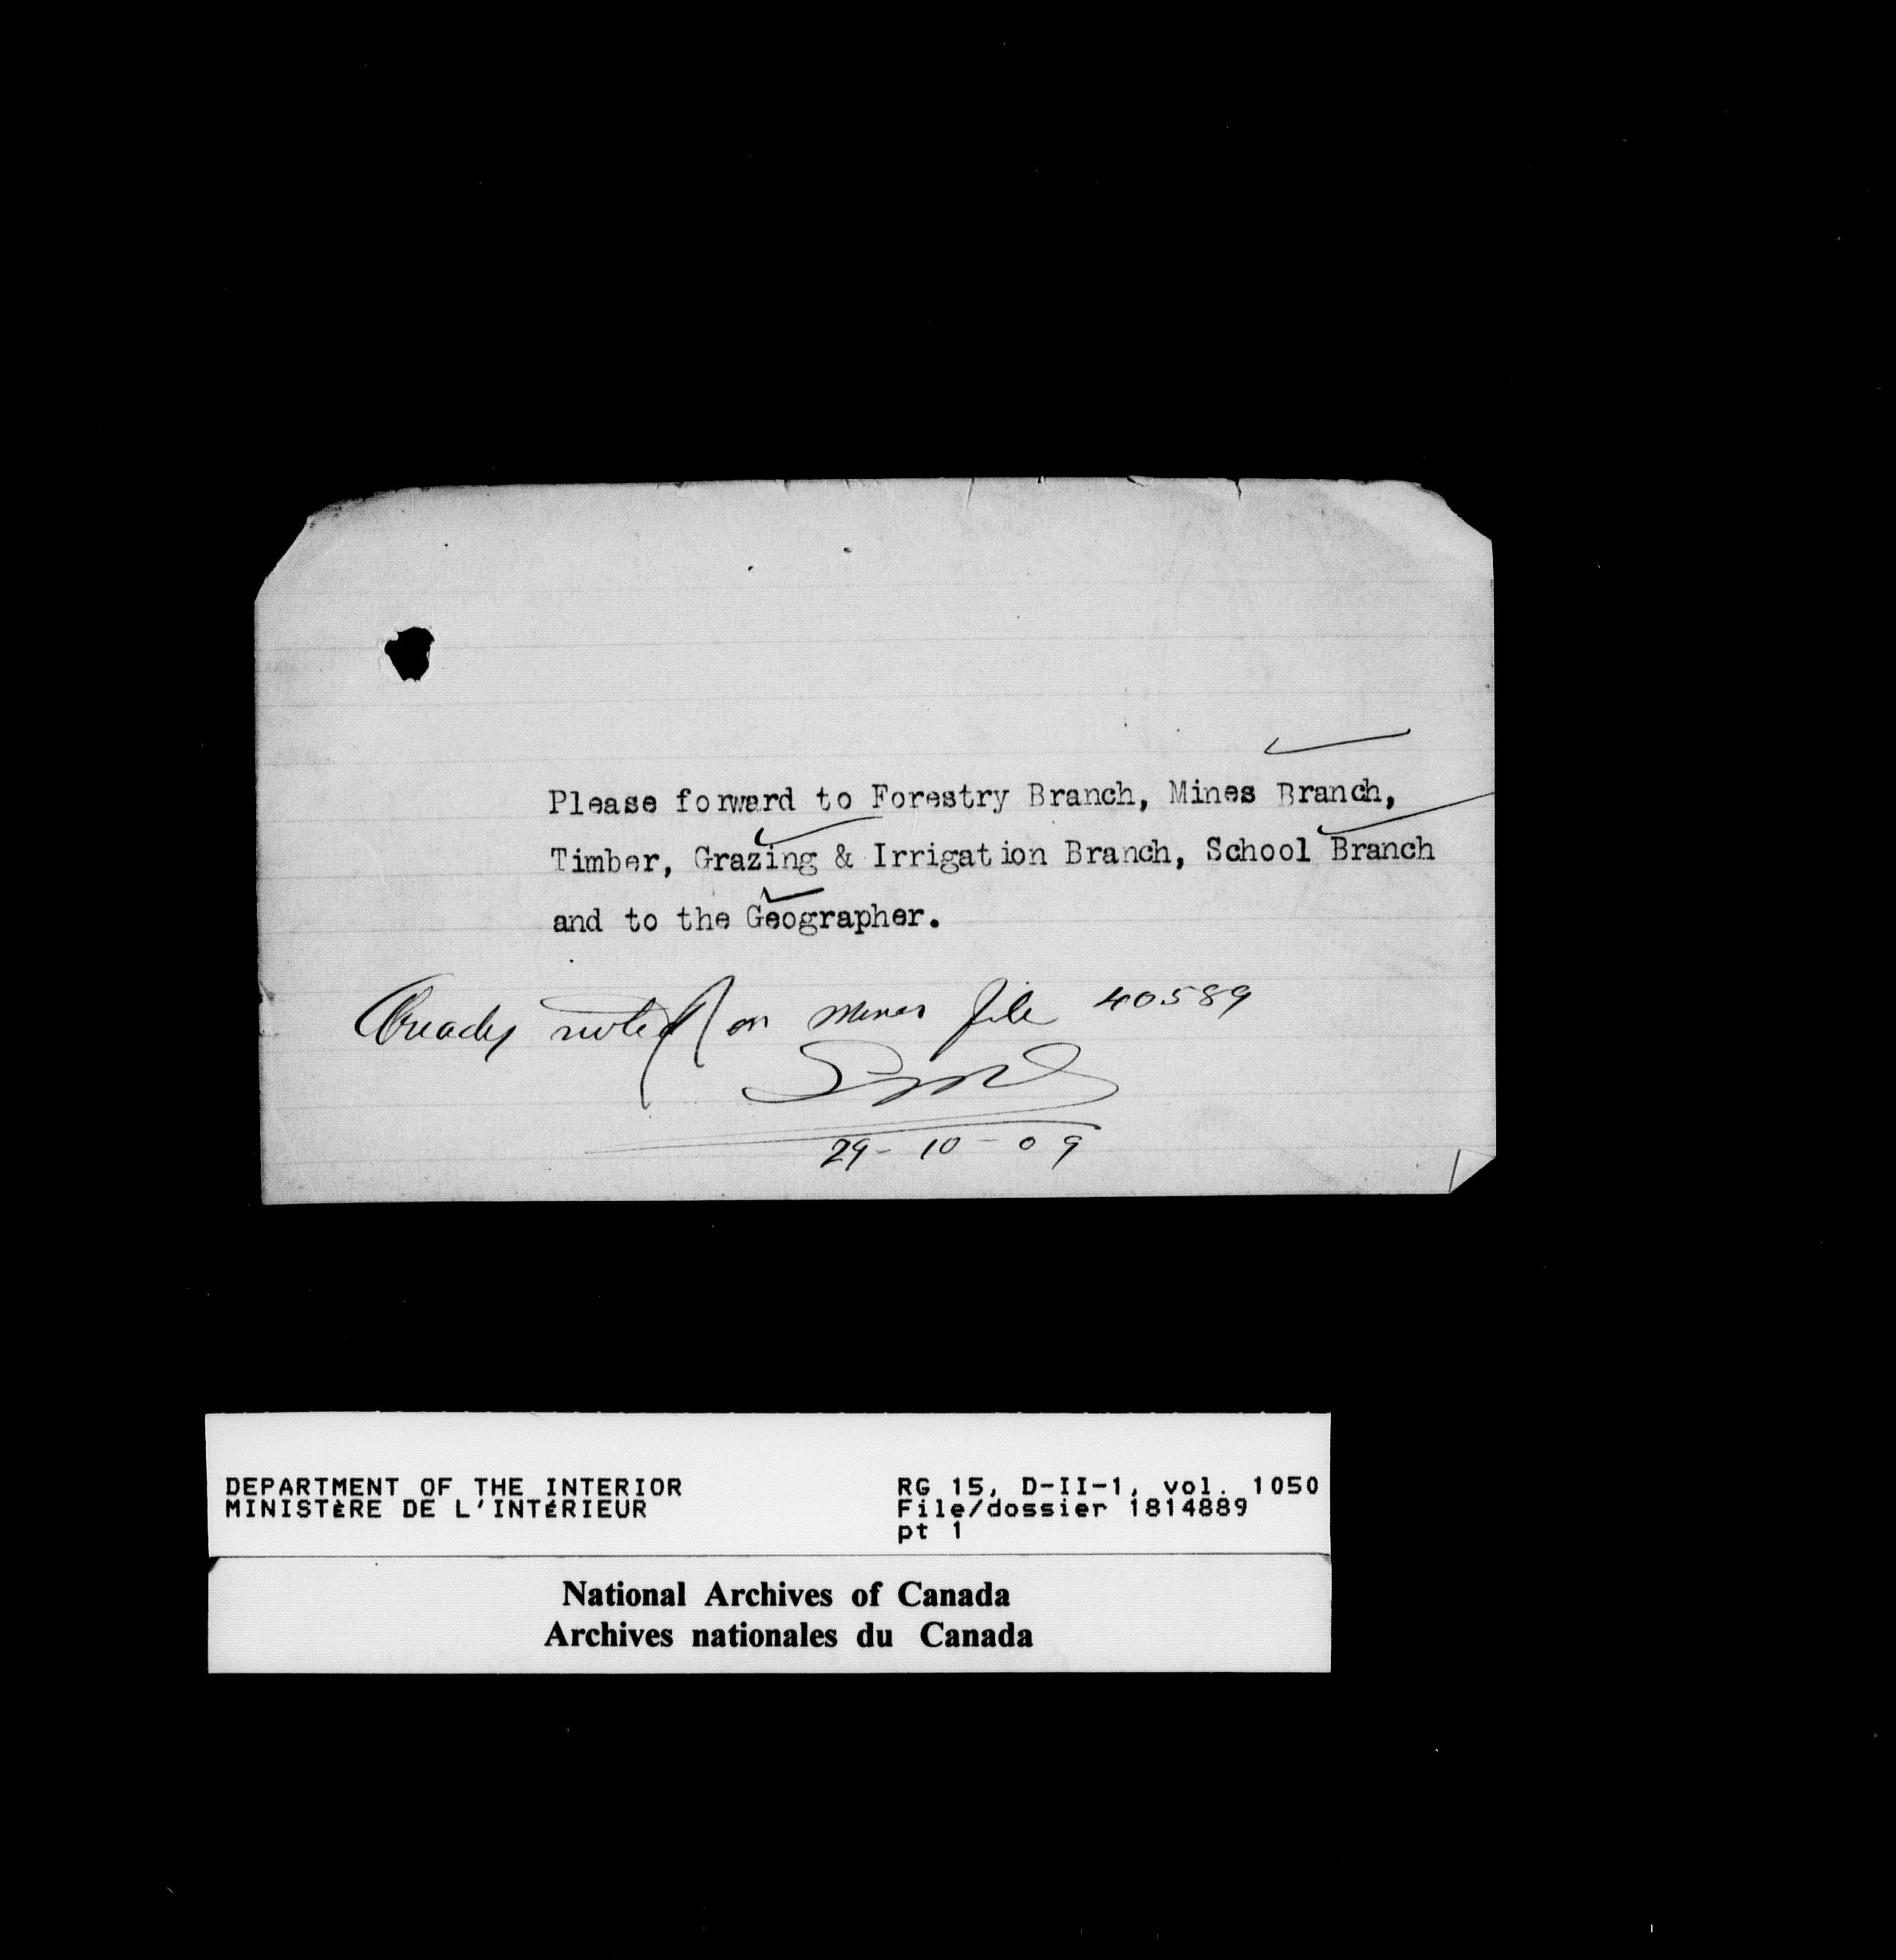 Please forward to Forestry Branch, Mines Branch,
Timber, Grazing & Irrigation Branch, School Branch
and to the Geographer.
Already noted on Mines file 40589
29-10-09
DEPARTMENT OF THE INTERIOR
MINISTÈRE DE L'INTÉRIEUR
RG 15, D-II-1, vol. 1050
File/dossier 1814889
pt 1
National Archives of Canada
Archives nationales du Canada